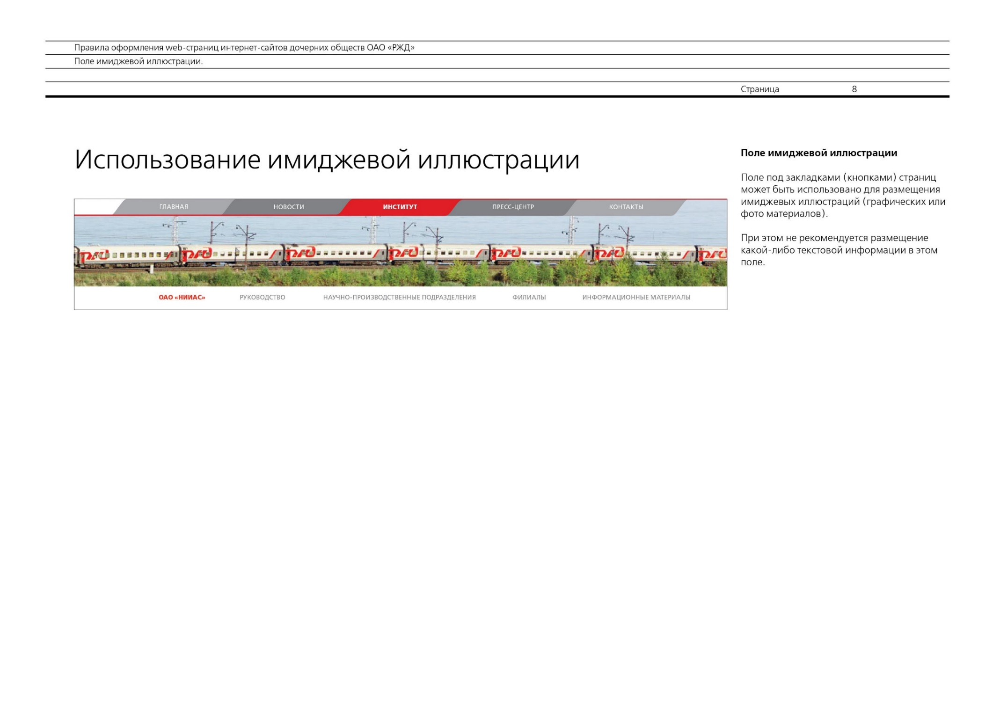 Правила оформления web-страниц интернет-сайтов дочерних обществ ОАО «РЖД»
Поле имиджевой иллюстрации.
Страница 8
Использование имиджевой иллюстрации
ГЛАВНАЯ НОВОСТИ ИНСТИТУТ ПРЕСС-ЦЕНТР КОНТАКТЫ
ОАО «НИИАС» РУКОВОДСТВО НАУЧНО-ПРОИЗВОДСТВЕННЫЕ ПОДРАЗДЕЛЕНИЯ ФИЛИАЛЫ ИНФОРМАЦИОННЫЕ МАТЕРИАЛЫ
Поле имиджевой иллюстрации
Поле под закладками (кнопками) страниц
может быть использовано для размещения
имиджевых иллюстраций (графических или
фото материалов).
При этом не рекомендуется размещение
какой-либо текстовой информации в этом
поле.